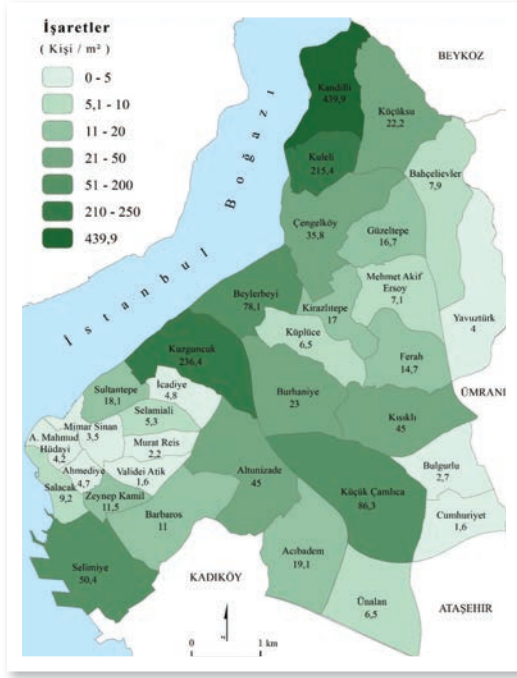 İşaretler
( Kişi / m² )
0 - 5
5,1 - 10
11 - 20
21 - 50
51 - 200
210 - 250
439,9
İstanbul Boğazı
BEYKOZ
Kandilli
439,9
Küçüksu
22,2
Kuleli
215,4
Bahçelievler
7,9
Çengelköy
35,8
Güzeltepe
16,7
Mehmet Akif
Ersoy
7,1
Beylerbeyi
78,1
Kirazlıtepe
17
Yavuztürk
4
Küplüce
6,5
Kuzguncuk
236,4
Ferah
14,7
Sultantepe
18,1
İcadiye
4,8
Burhaniye
23
ÜMRANİ
Kısıklı
45
Selamiali
5,3
Mimar Sinan
3,5
A. Mahmud
Hüdayi
4,2
Murat Reis
2,2
Bulgurlu
2,7
Ahmediye
4,7
Validei Atik
1,6
Altunizade
45
Salacak
9,2
Zeynep Kamil
11,5
Küçük Çamlıca
86,3
Cumhuriyet
1,6
Barbaros
11
Selimiye
50,4
Acıbadem
19,1
KADIKÖY
Ünalan
6,5
ATAŞEHİR
0 1 km